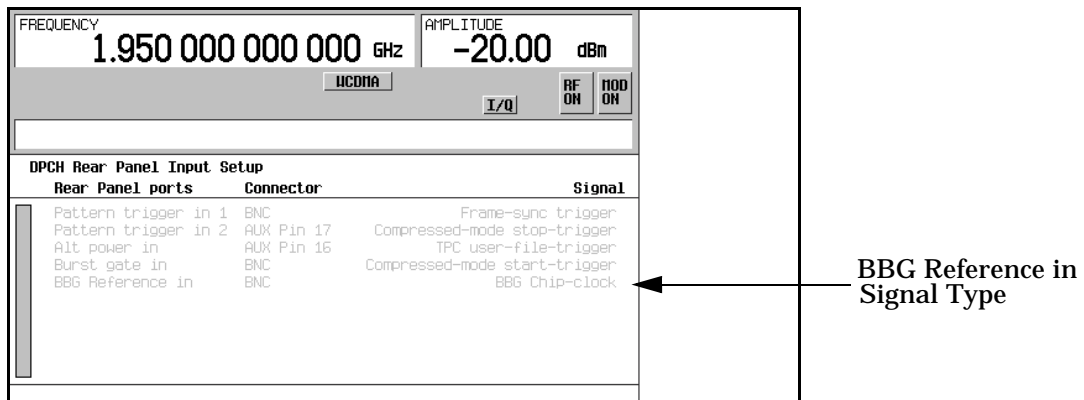 FREQUENCY
1.950 000 000 000 GHz
AMPLITUDE
-20.00 dBm
WCDMA
I/Q
RF ON
MOD ON
DPCH Rear Panel Input Setup
Rear Panel ports Connector Signal
Pattern trigger in 1 BNC Frame-sync trigger
Pattern trigger in 2 AUX Pin 17 Compressed-mode stop-trigger
Alt power in AUX Pin 16 TPC user-file-trigger
Burst gate in BNC Compressed-mode start-trigger
BBG Reference in BNC BBG Chip-clock
BBG Reference in
Signal Type